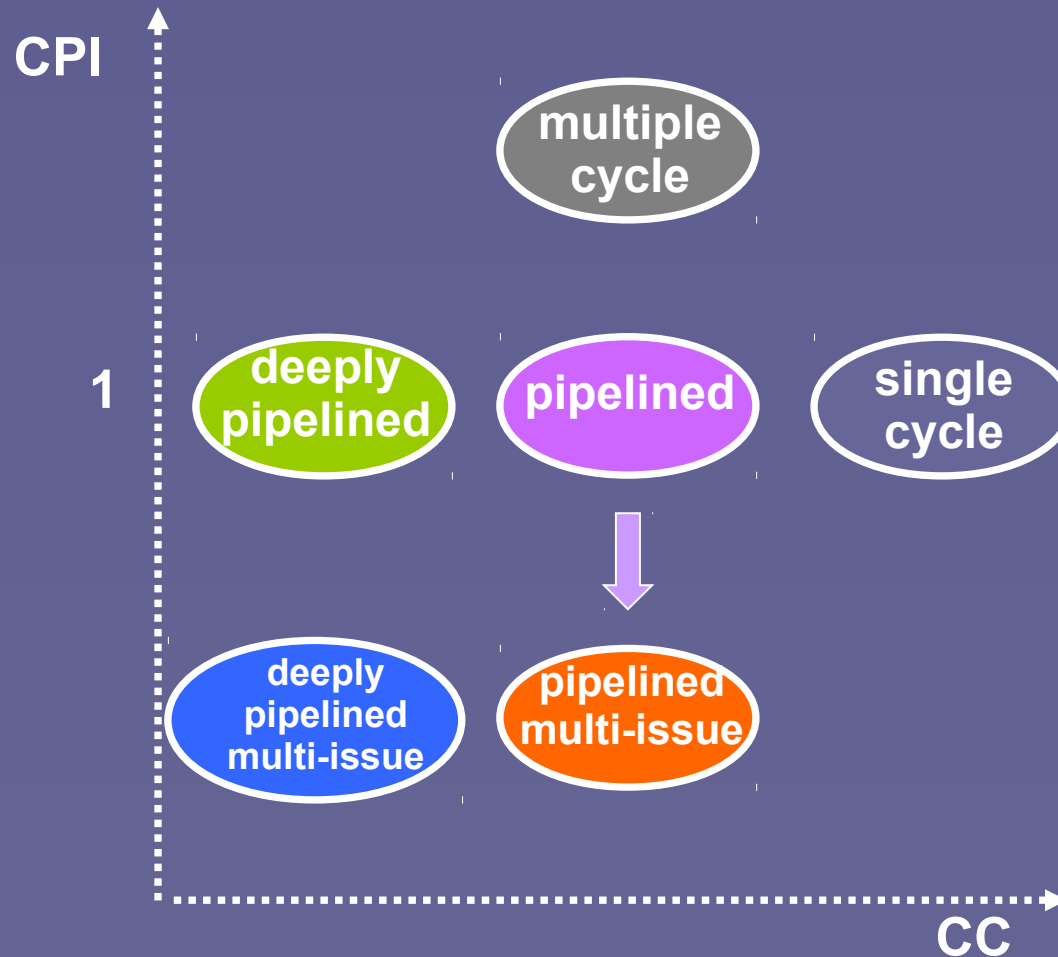 CPI
multiple
cycle
1
deeply
pipelined
pipelined
single
cycle
deeply
pipelined
multi-issue
pipelined
multi-issue
CC